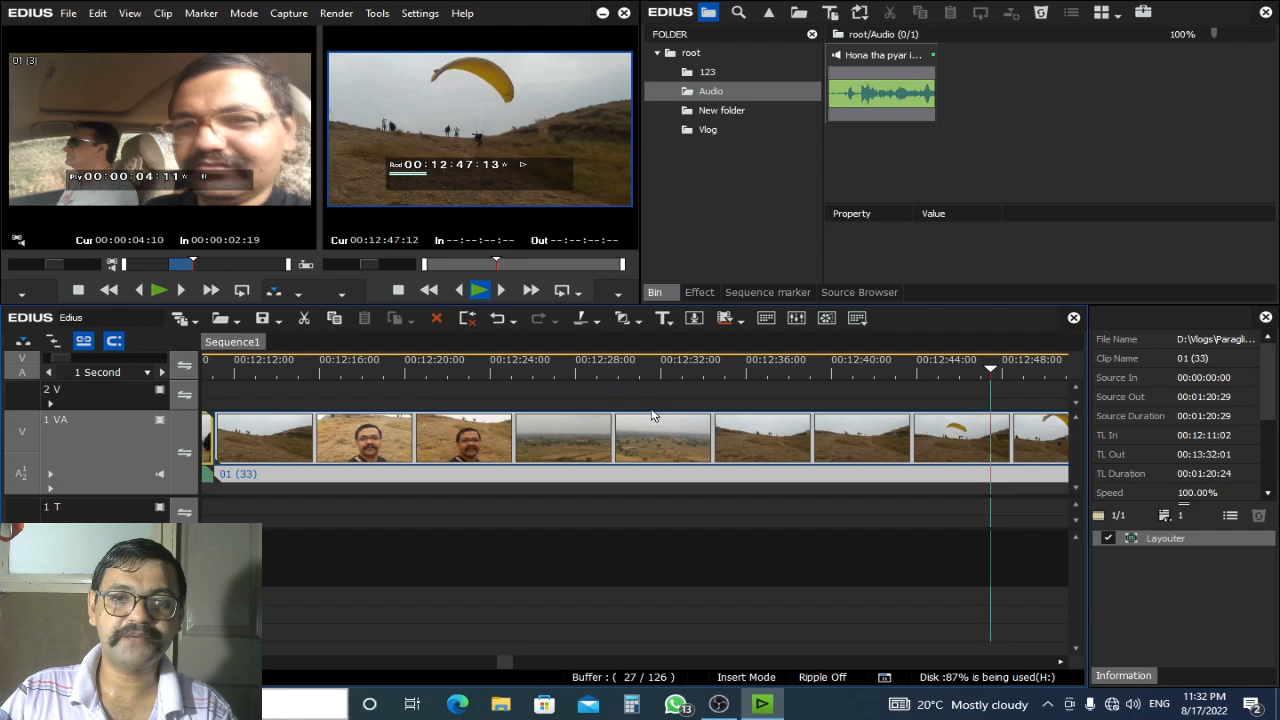 EDIUS File Edit View Clip Marker Mode Capture Render Tools Settings Help
EDIUS
FOLDER
root/Audio (0/1)
100%
root
123
Audio
New folder
Vlog
Hona tha pyar i...
01 (3)
Ply 00:00:04:11
Rcd 00:12:47:13
Cur 00:00:04:10 In 00:00:02:19
Cur 00:12:47:12 In --:--:--:-- Out --:--:--:--
Property Value
Bin Effect Sequence marker Source Browser
EDIUS Edius
Sequence1
V
A
1 Second
0 00:12:12:00 00:12:16:00 00:12:20:00 00:12:24:00 00:12:28:00 00:12:32:00 00:12:36:00 00:12:40:00 00:12:44:00 00:12:48:00
2 V
1 VA
V
A 1 2
01 (33)
1 T
File Name D:\Vlogs\Paragli...
Clip Name 01 (33)
Source In 00:00:00:00
Source Out 00:01:20:29
Source Duration 00:01:20:29
TL In 00:12:11:02
TL Out 00:13:32:01
TL Duration 00:01:20:24
Speed 100.00%
1/1 1
Layouter
Information
Buffer : ( 27 / 126 ) Insert Mode Ripple Off Disk :87% is being used(H:)
13
20°C Mostly cloudy
ENG
11:32 PM
8/17/2022
2